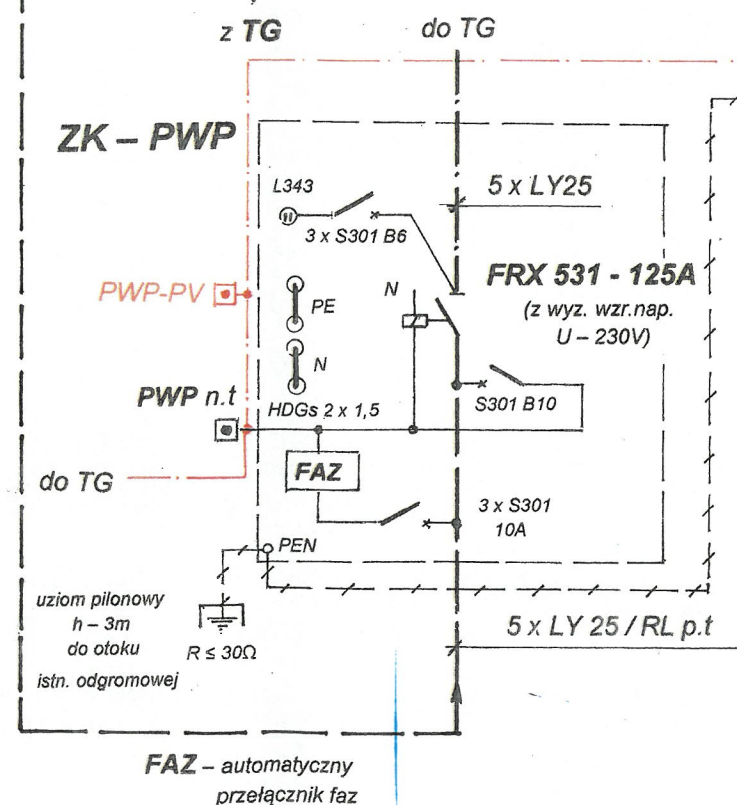 z TG
do TG
ZK – PWP
L343
5 x LY25
3 x S301 B6
FRX 531 - 125A
(z wyz. wzr.nap.
U – 230V)
PWP-PV
PE
N
N
PWP n.t
HDGs 2 x 1,5
S301 B10
FAZ
do TG
3 x S301
10A
PEN
uziom pilonowy
h – 3m
do otoku
istn. odgromowej
R ≤ 30Ω
5 x LY 25 / RL p.t
FAZ – automatyczny
przełącznik faz